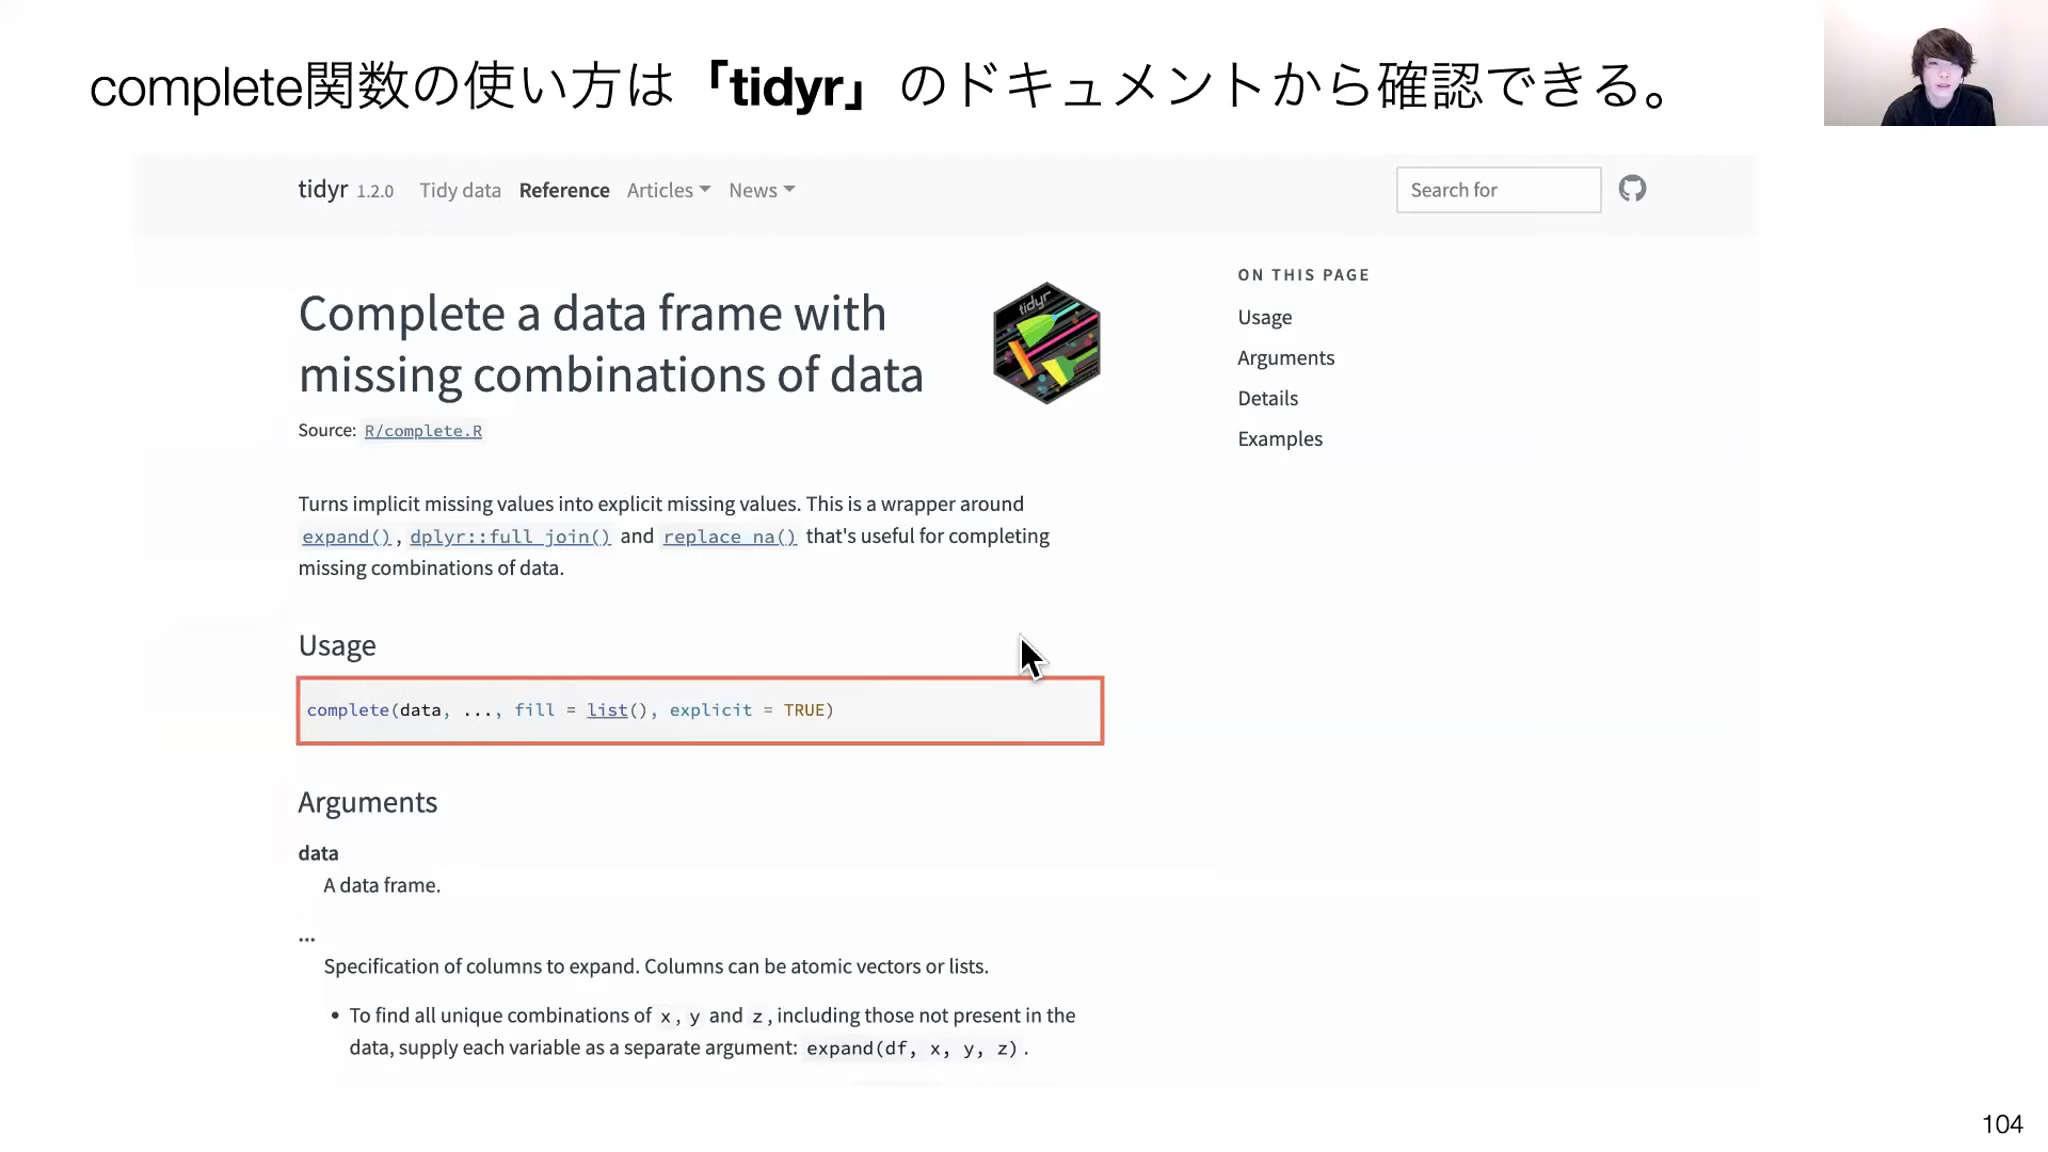 complete関数の使い方は「tidyr」のドキュメントから確認できる。
tidyr 1.2.0 Tidy data Reference Articles News Search for
Complete a data frame with
missing combinations of data
tidyr
Source: R/complete.R
Turns implicit missing values into explicit missing values. This is a wrapper around
expand(), dplyr::full_join() and replace_na() that's useful for completing
missing combinations of data.
Usage
complete(data, ..., fill = list(), explicit = TRUE)
Arguments
data
A data frame.
...
Specification of columns to expand. Columns can be atomic vectors or lists.
• To find all unique combinations of x, y and z, including those not present in the
data, supply each variable as a separate argument: expand(df, x, y, z).
ON THIS PAGE
Usage
Arguments
Details
Examples
104